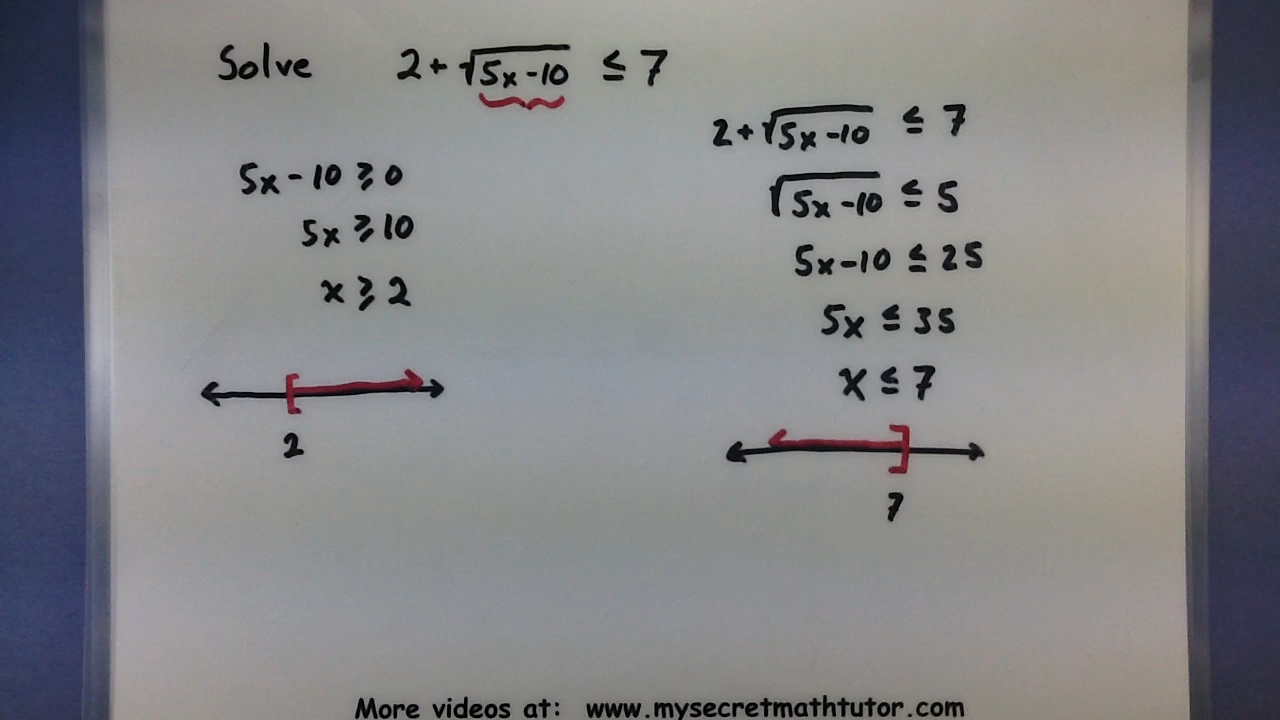 Solve 2+√5x-10 ≤ 7
5x-10 ≥ 0
5x ≥ 10
x ≥ 2
2
2+√5x-10 ≤ 7
√5x-10 ≤ 5
5x-10 ≤ 25
5x ≤ 35
x ≤ 7
7
More videos at: www.mysecretmathtutor.com